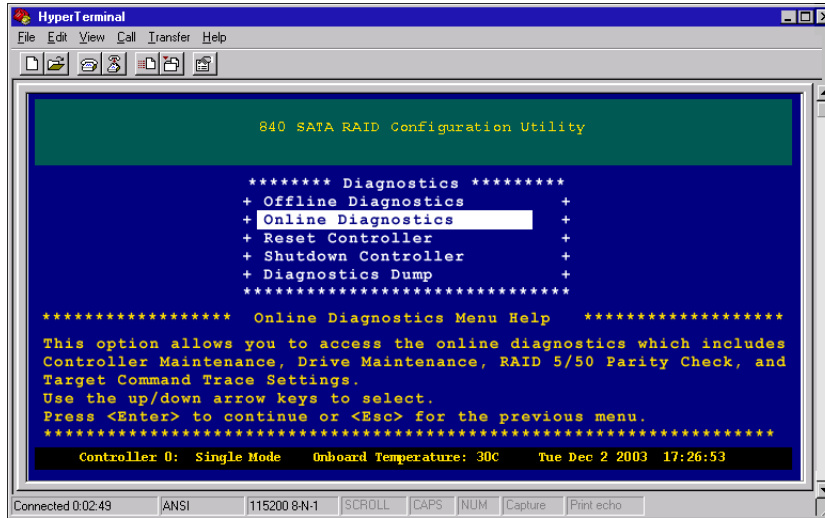 HyperTerminal
File Edit View Call Transfer Help
840 SATA RAID Configuration Utility
******** Diagnostics *********
+ Offline Diagnostics +
+ Online Diagnostics +
+ Reset Controller +
+ Shutdown Controller +
+ Diagnostics Dump +
*******************************
****************** Online Diagnostics Menu Help *******************
This option allows you to access the online diagnostics which includes
Controller Maintenance, Drive Maintenance, RAID 5/50 Parity Check, and
Target Command Trace Settings.
Use the up/down arrow keys to select.
Press <Enter> to continue or <Esc> for the previous menu.
**********************************************************************
Controller 0: Single Mode Onboard Temperature: 30C Tue Dec 2 2003 17:26:53
Connected 0:02:49 ANSI 115200 8-N-1 SCROLL CAPS NUM Capture Print echo